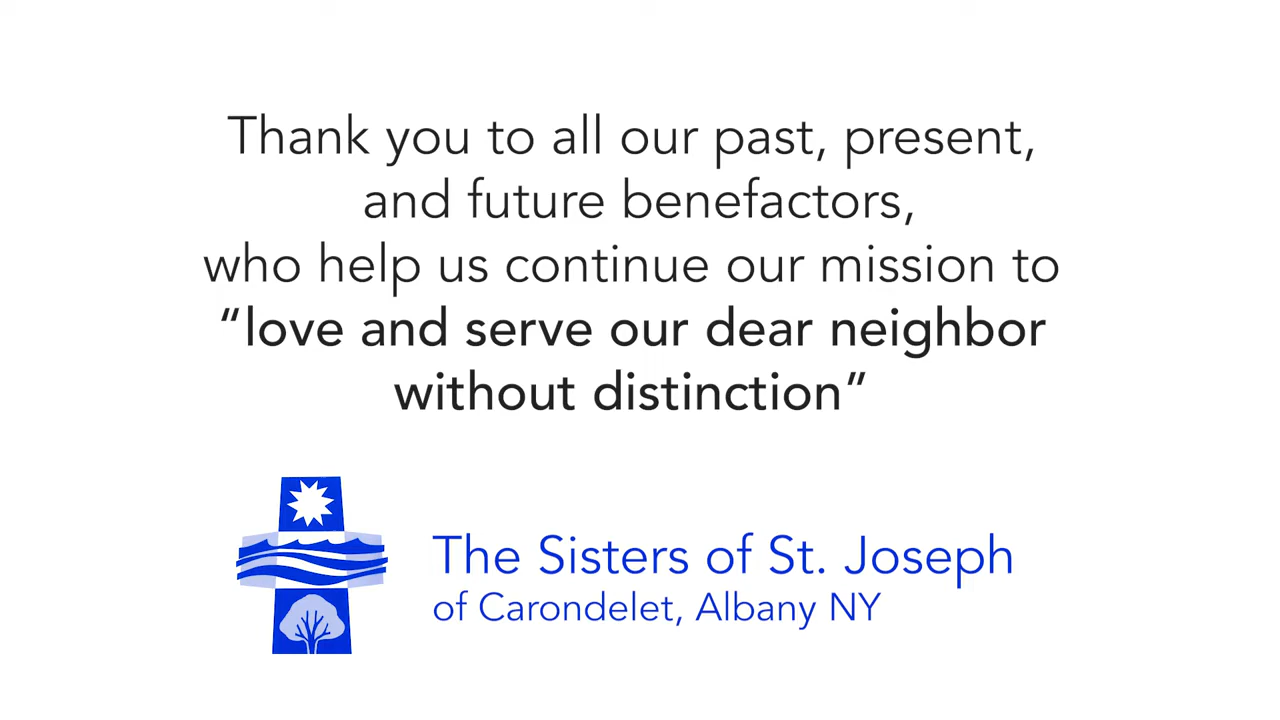 Thank you to all our past, present,
and future benefactors,
who help us continue our mission to
“love and serve our dear neighbor
without distinction”
The Sisters of St. Joseph
of Carondelet, Albany NY